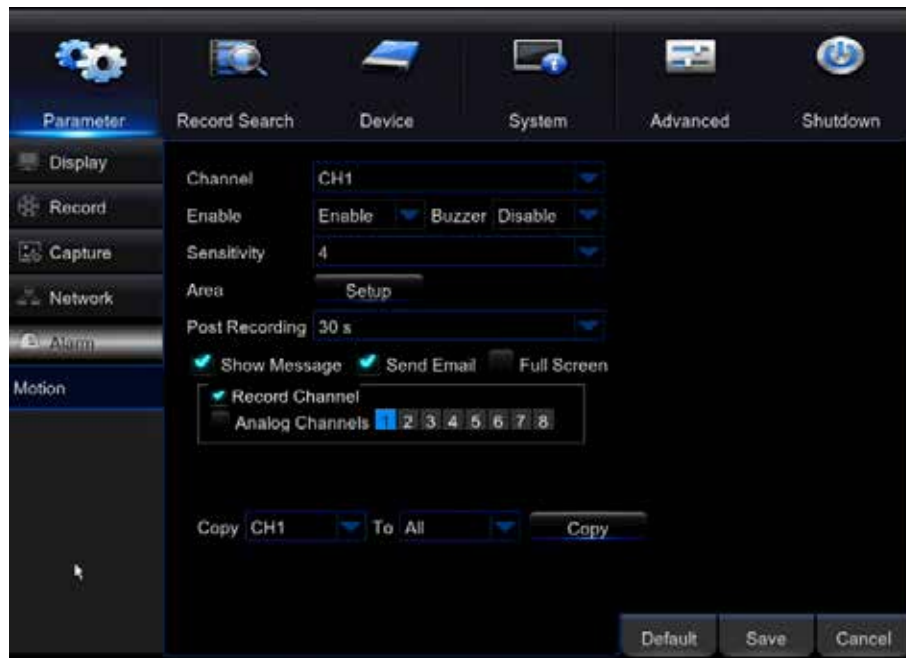 Parameter Record Search Device System Advanced Shutdown
Display
Record
Capture
Network
Alarm
Motion
Channel CH1
Enable Enable Buzzer Disable
Sensitivity 4
Area Setup
Post Recording 30 s
Show Message Send Email Full Screen
Record Channel
Analog Channels 1 2 3 4 5 6 7 8
Copy CH1 To All Copy
Default Save Cancel